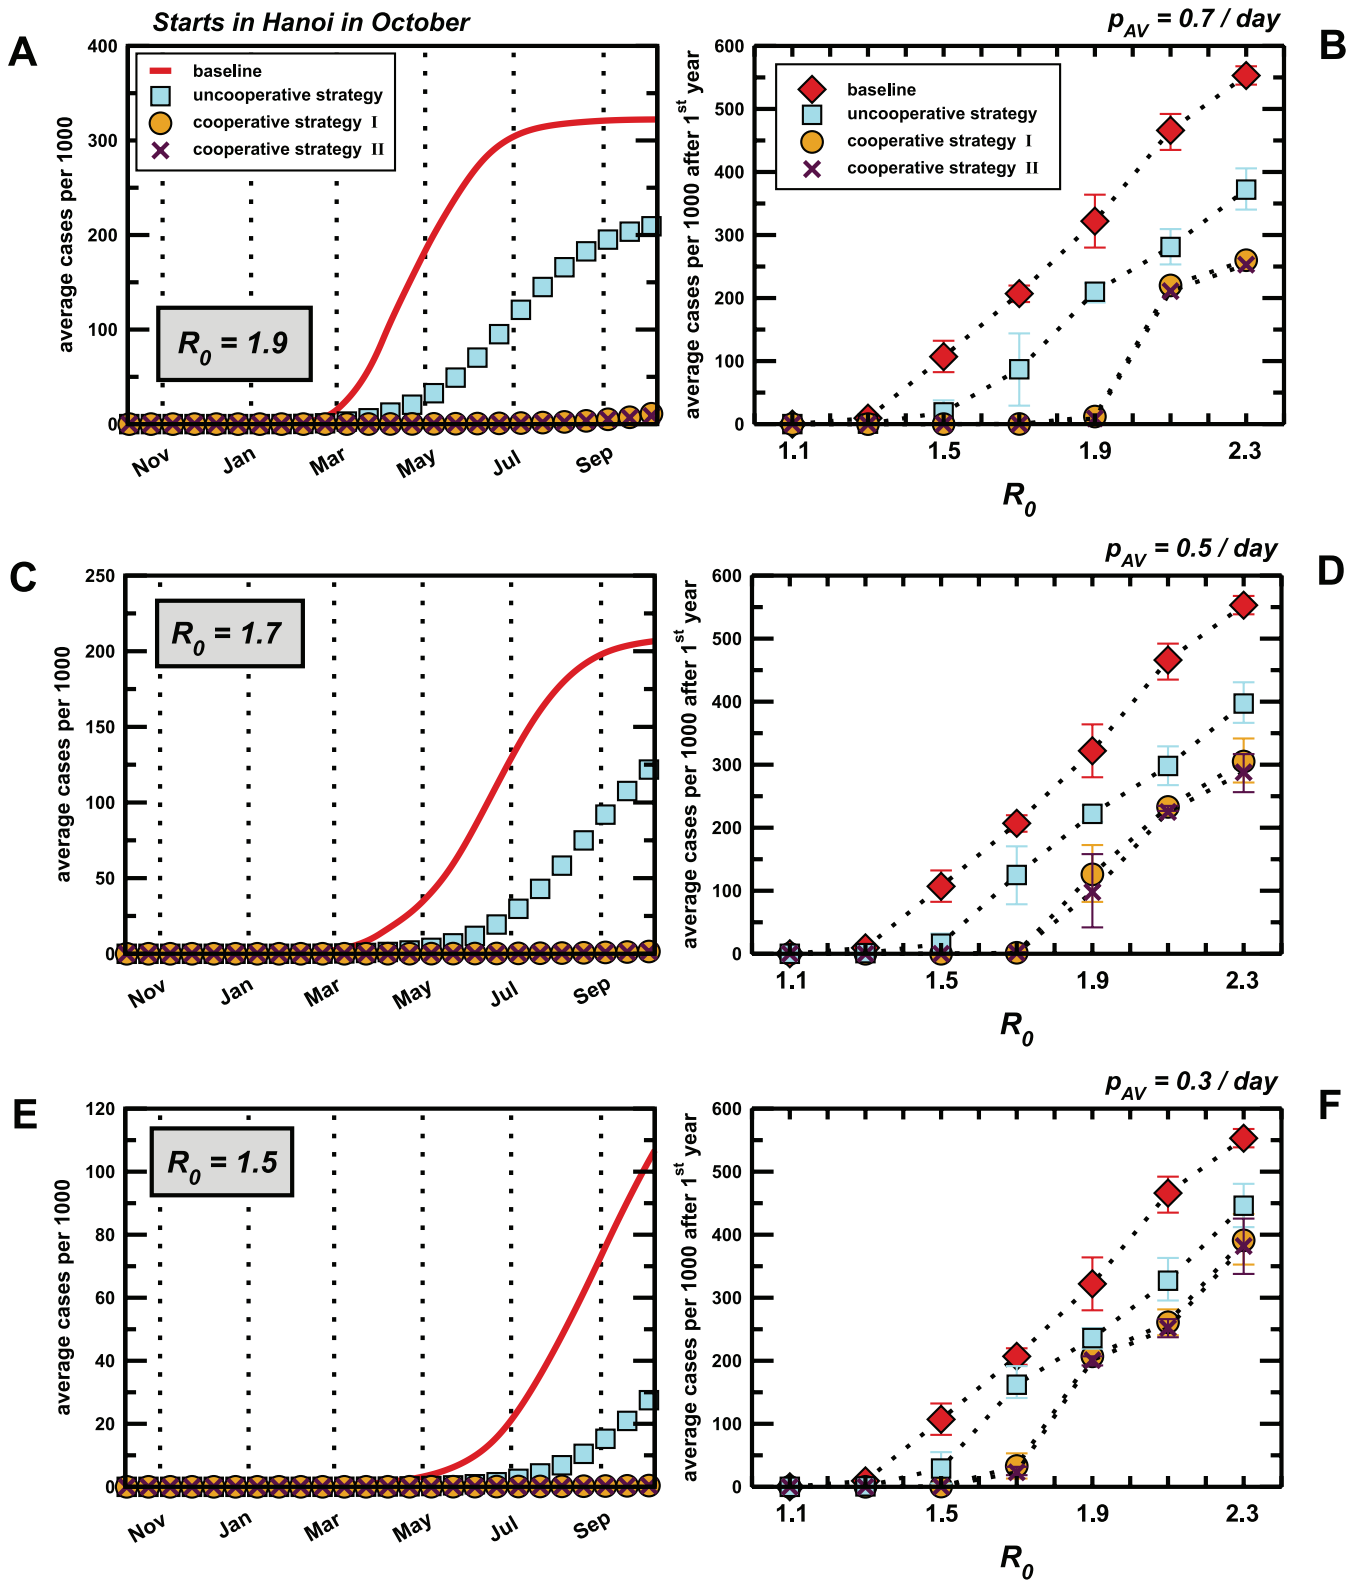 Starts in Hanoi in October
A
average cases per 1000
400
300
200
100
0
baseline
uncooperative strategy
cooperative strategy I
cooperative strategy II
R0 = 1.9
Nov
Jan
Mar
May
Jul
Sep
pAV = 0.7 / day
B
average cases per 1000 after 1st year
600
500
400
300
200
100
0
baseline
uncooperative strategy
cooperative strategy I
cooperative strategy II
1.1
1.5
1.9
2.3
R0
C
average cases per 1000
250
200
150
100
50
0
R0 = 1.7
Nov
Jan
Mar
May
Jul
Sep
pAV = 0.5 / day
D
average cases per 1000 after 1st year
600
500
400
300
200
100
0
1.1
1.5
1.9
2.3
R0
E
average cases per 1000
120
100
80
60
40
20
0
R0 = 1.5
Nov
Jan
Mar
May
Jul
Sep
pAV = 0.3 / day
F
average cases per 1000 after 1st year
600
500
400
300
200
100
0
1.1
1.5
1.9
2.3
R0